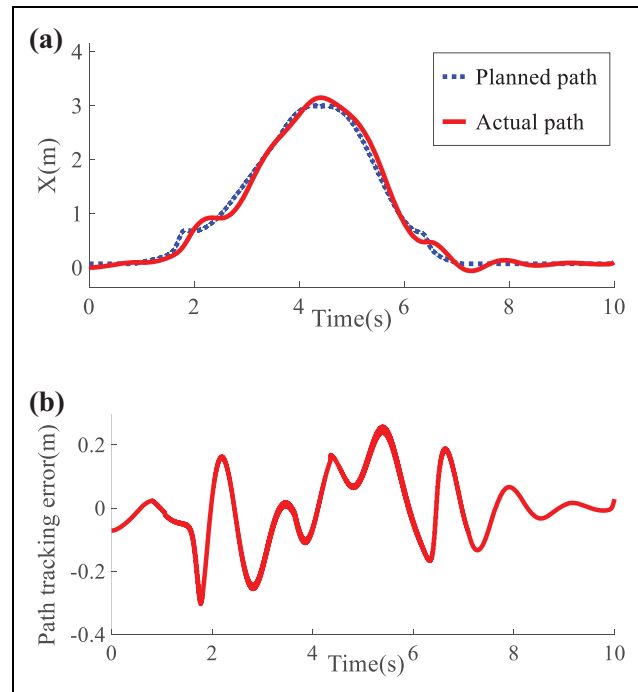 (a)
4
3
2
1
0
X(m)
Planned path
Actual path
0 2 4 6 8 10
Time(s)
(b)
0.2
0
-0.2
-0.4
Path tracking error(m)
0 2 4 6 8 10
Time(s)